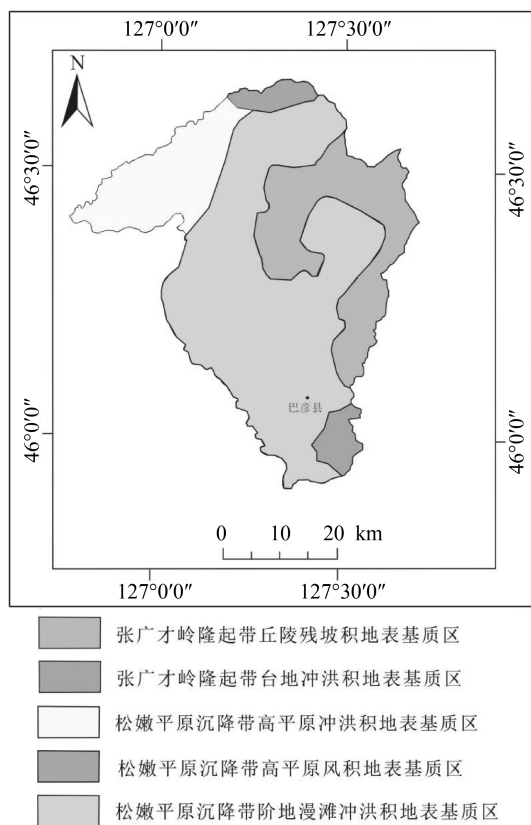 127°0′0″ 127°30′0″
N
46°30′0″ 46°30′0″
巴彦县
46°0′0″ 46°0′0″
0 10 20 km
127°0′0″ 127°30′0″
张广才岭隆起带丘陵残坡积地表基质区
张广才岭隆起带台地冲洪积地表基质区
松嫩平原沉降带高平原冲洪积地表基质区
松嫩平原沉降带高平原风积地表基质区
松嫩平原沉降带阶地漫滩冲洪积地表基质区